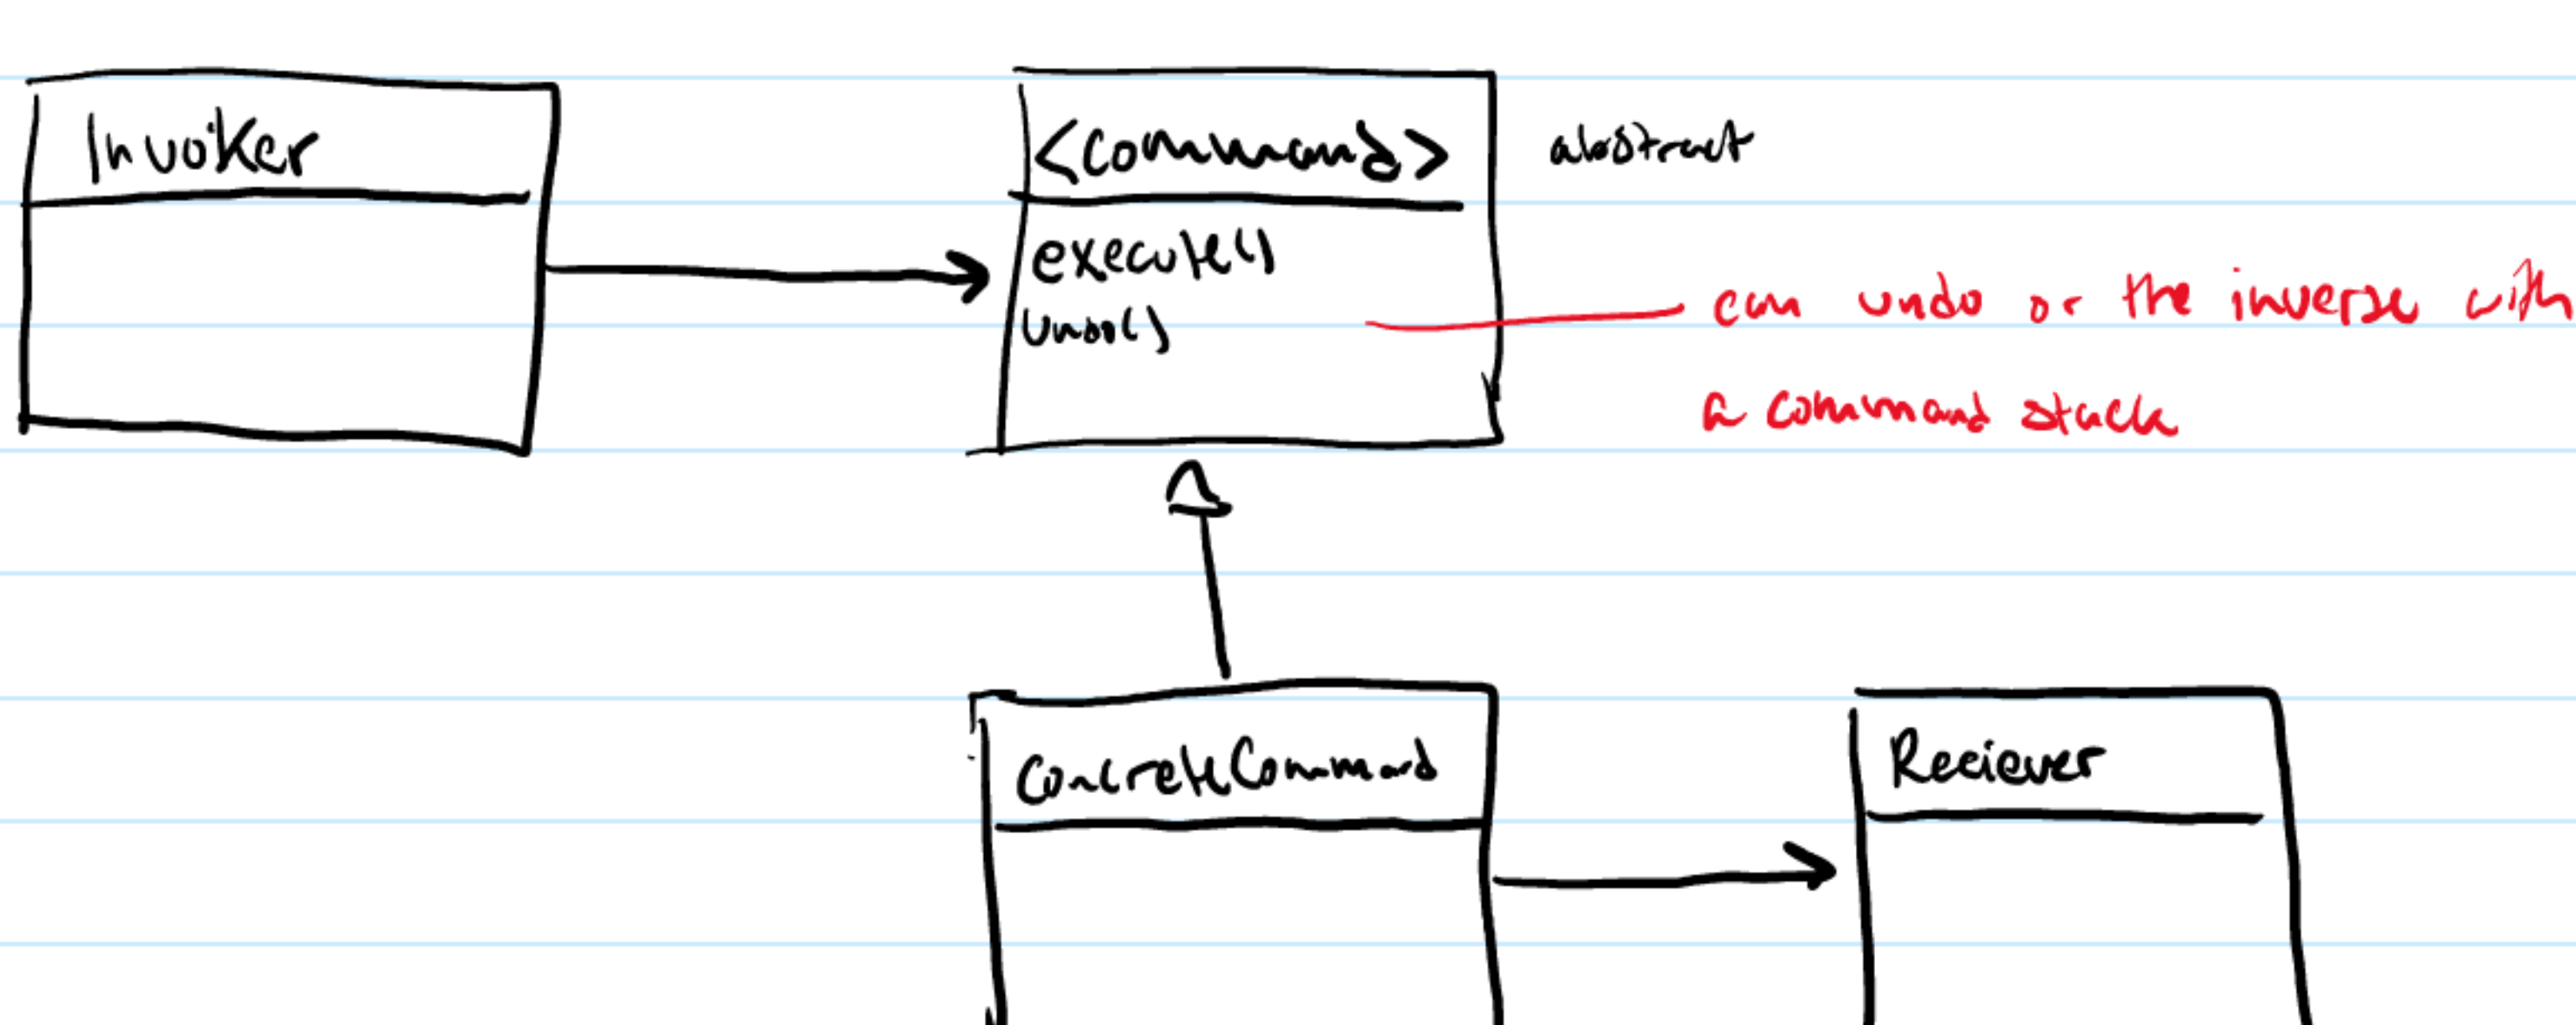 Invoker
<command>
abstract
execute()
undo()
can undo or the inverse with
a command stack
ConcreteCommand
Reciever